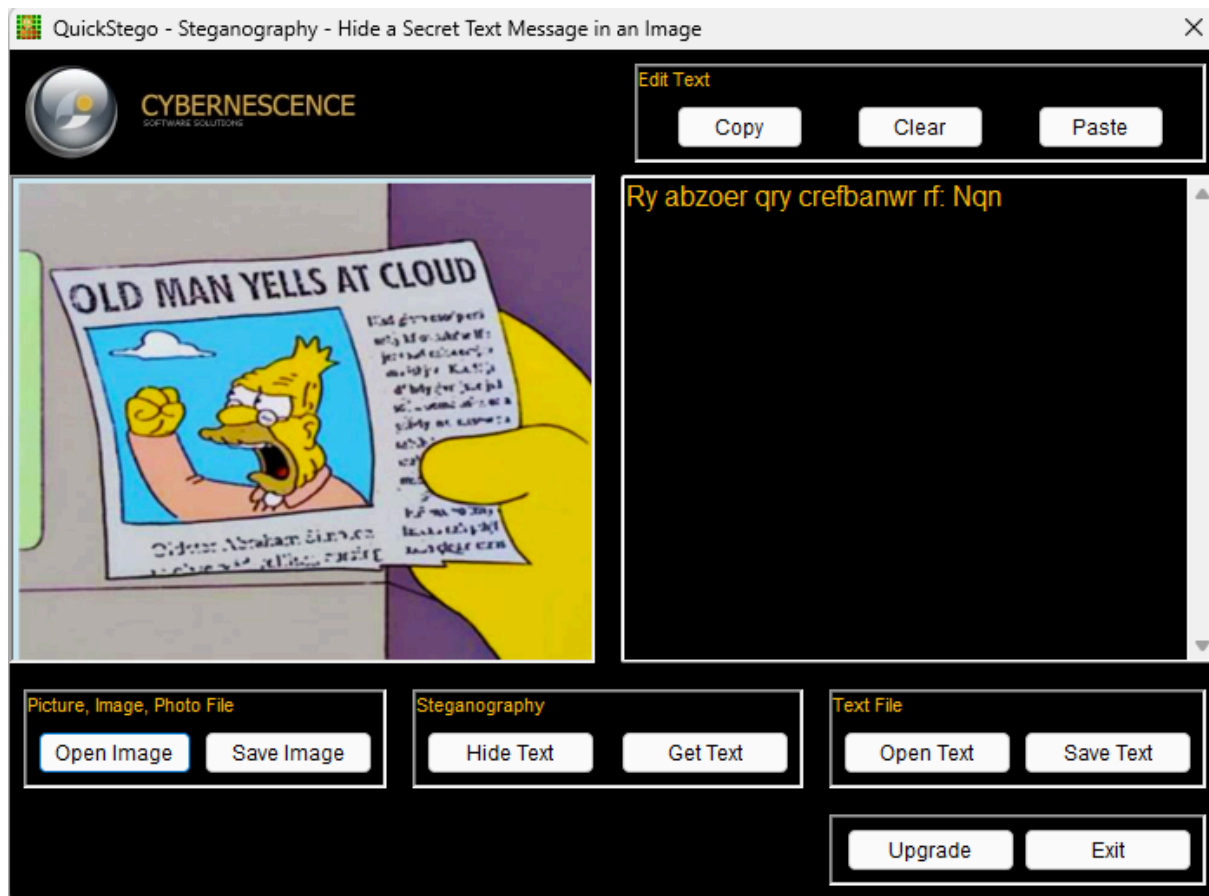 QuickStego - Steganography - Hide a Secret Text Message in an Image
CYBERNESCENCE
SOFTWARE SOLUTIONS
Edit Text
Copy Clear Paste
OLD MAN YELLS AT CLOUD
Ry abzoer qry crefbanwr rf: Nqn
Picture, Image, Photo File
Open Image Save Image
Steganography
Hide Text Get Text
Text File
Open Text Save Text
Upgrade Exit